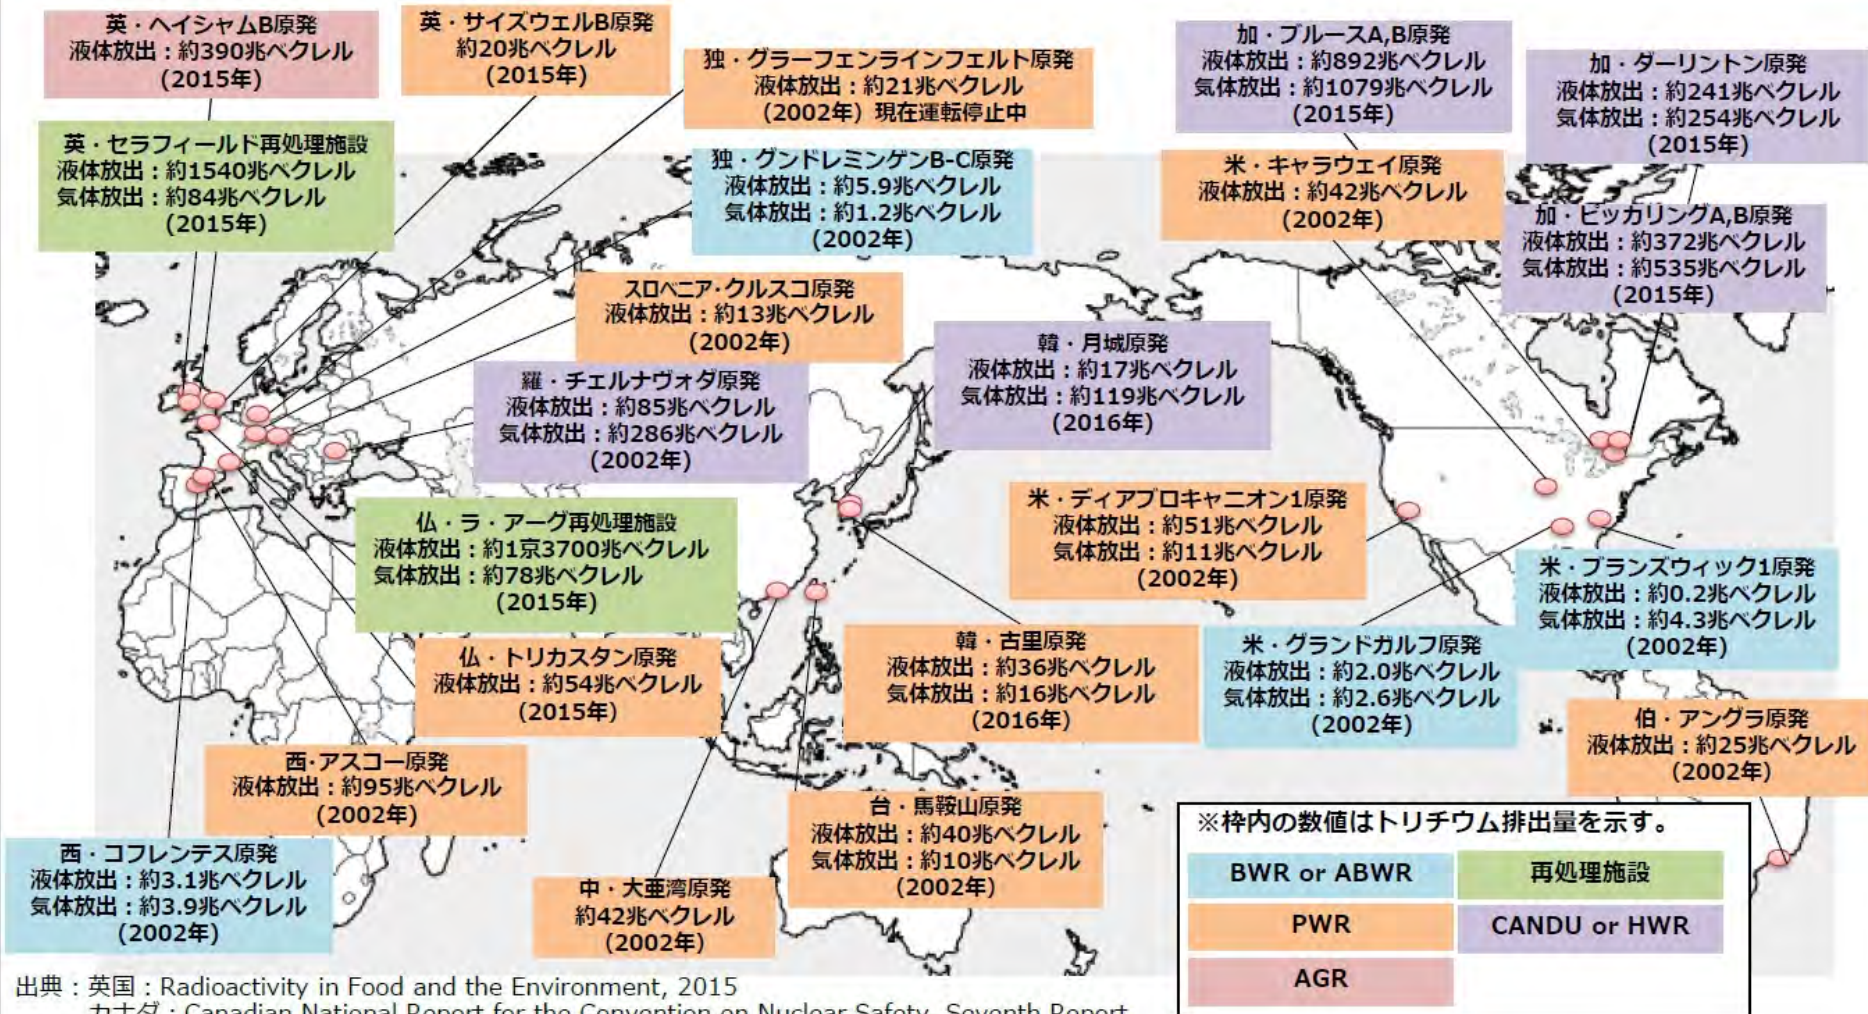 英・ヘイシャムB原発
液体放出：約390兆ベクレル
(2015年)
英・サイズウェルB原発
約20兆ベクレル
(2015年)
独・グラーフェンラインフェルト原発
液体放出：約21兆ベクレル
(2002年) 現在運転停止中
加・ブルースA,B原発
液体放出：約892兆ベクレル
気体放出：約1079兆ベクレル
(2015年)
加・ダーリントン原発
液体放出：約241兆ベクレル
気体放出：約254兆ベクレル
(2015年)
英・セラフィールド再処理施設
液体放出：約1540兆ベクレル
気体放出：約84兆ベクレル
(2015年)
独・グンドレミンゲンB-C原発
液体放出：約5.9兆ベクレル
気体放出：約1.2兆ベクレル
(2002年)
米・キャラウェイ原発
液体放出：約42兆ベクレル
(2002年)
加・ピッカリングA,B原発
液体放出：約372兆ベクレル
気体放出：約535兆ベクレル
(2015年)
スロベニア・クルスコ原発
液体放出：約13兆ベクレル
(2002年)
韓・月城原発
液体放出：約17兆ベクレル
気体放出：約119兆ベクレル
(2016年)
羅・チェルナヴォダ原発
液体放出：約85兆ベクレル
気体放出：約286兆ベクレル
(2002年)
仏・ラ・アーグ再処理施設
液体放出：約1京3700兆ベクレル
気体放出：約78兆ベクレル
(2015年)
米・ディアブロキャニオン1原発
液体放出：約51兆ベクレル
気体放出：約11兆ベクレル
(2002年)
米・ブランズウィック1原発
液体放出：約0.2兆ベクレル
気体放出：約4.3兆ベクレル
(2002年)
仏・トリカスタン原発
液体放出：約54兆ベクレル
(2015年)
韓・古里原発
液体放出：約36兆ベクレル
気体放出：約16兆ベクレル
(2016年)
米・グランドガルフ原発
液体放出：約2.0兆ベクレル
気体放出：約2.6兆ベクレル
(2002年)
伯・アングラ原発
液体放出：約25兆ベクレル
(2002年)
西・アスコー原発
液体放出：約95兆ベクレル
(2002年)
台・馬鞍山原発
液体放出：約40兆ベクレル
気体放出：約10兆ベクレル
(2002年)
西・コフレンテス原発
液体放出：約3.1兆ベクレル
気体放出：約3.9兆ベクレル
(2002年)
中・大亜湾原発
約42兆ベクレル
(2002年)
※枠内の数値はトリチウム排出量を示す。
BWR or ABWR
再処理施設
PWR
CANDU or HWR
AGR
出典：英国：Radioactivity in Food and the Environment, 2015
カナダ：Canadian National Report for the Convention on Nuclear Safety, Seventh Report